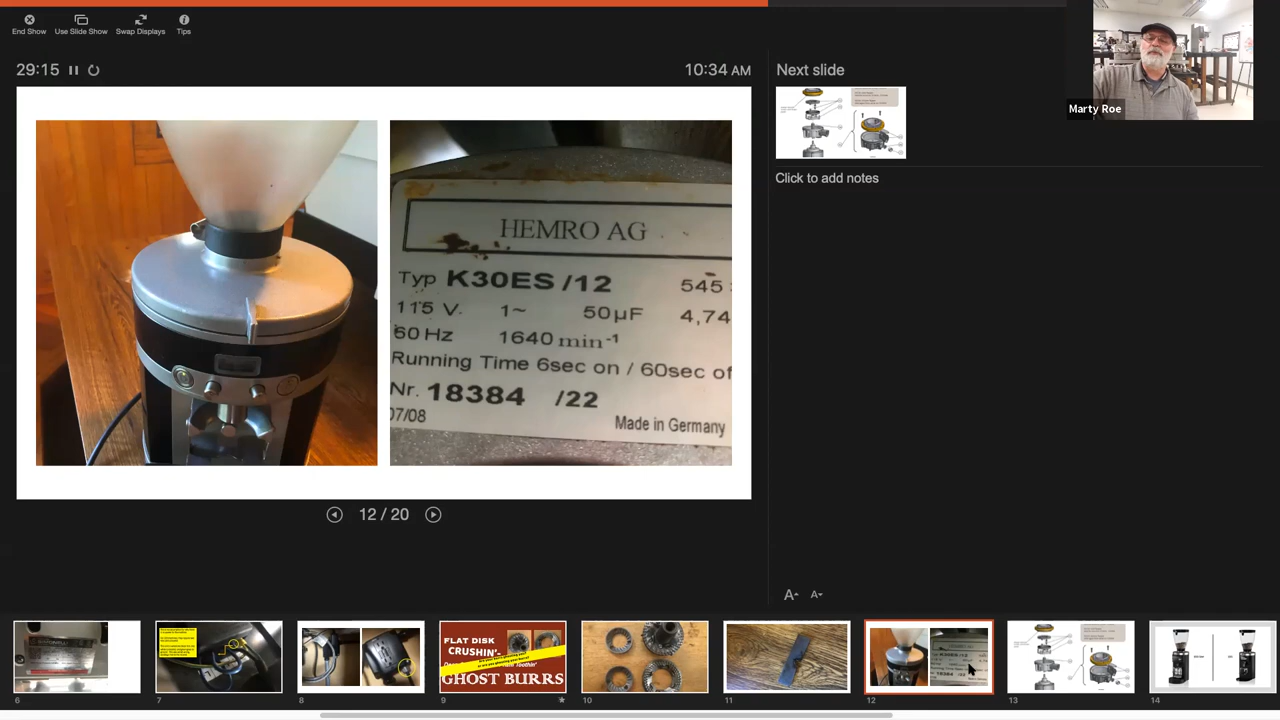 End Show
Use Slide Show
Swap Displays
Tips
29:15
10:34 AM
Next slide
Marty Roe
Click to add notes
HEMRO AG
Typ K30ES /12 545
115 V. 1~ 50µF 4,74
60 Hz 1640 min-1
Running Time 6sec on / 60sec of
Nr. 18384 /22
07/08 Made in Germany
12 / 20
A A
FLAT DISK
CRUSHIN'-
GHOST BURRS
6 7 8 9 10 11 12 13 14